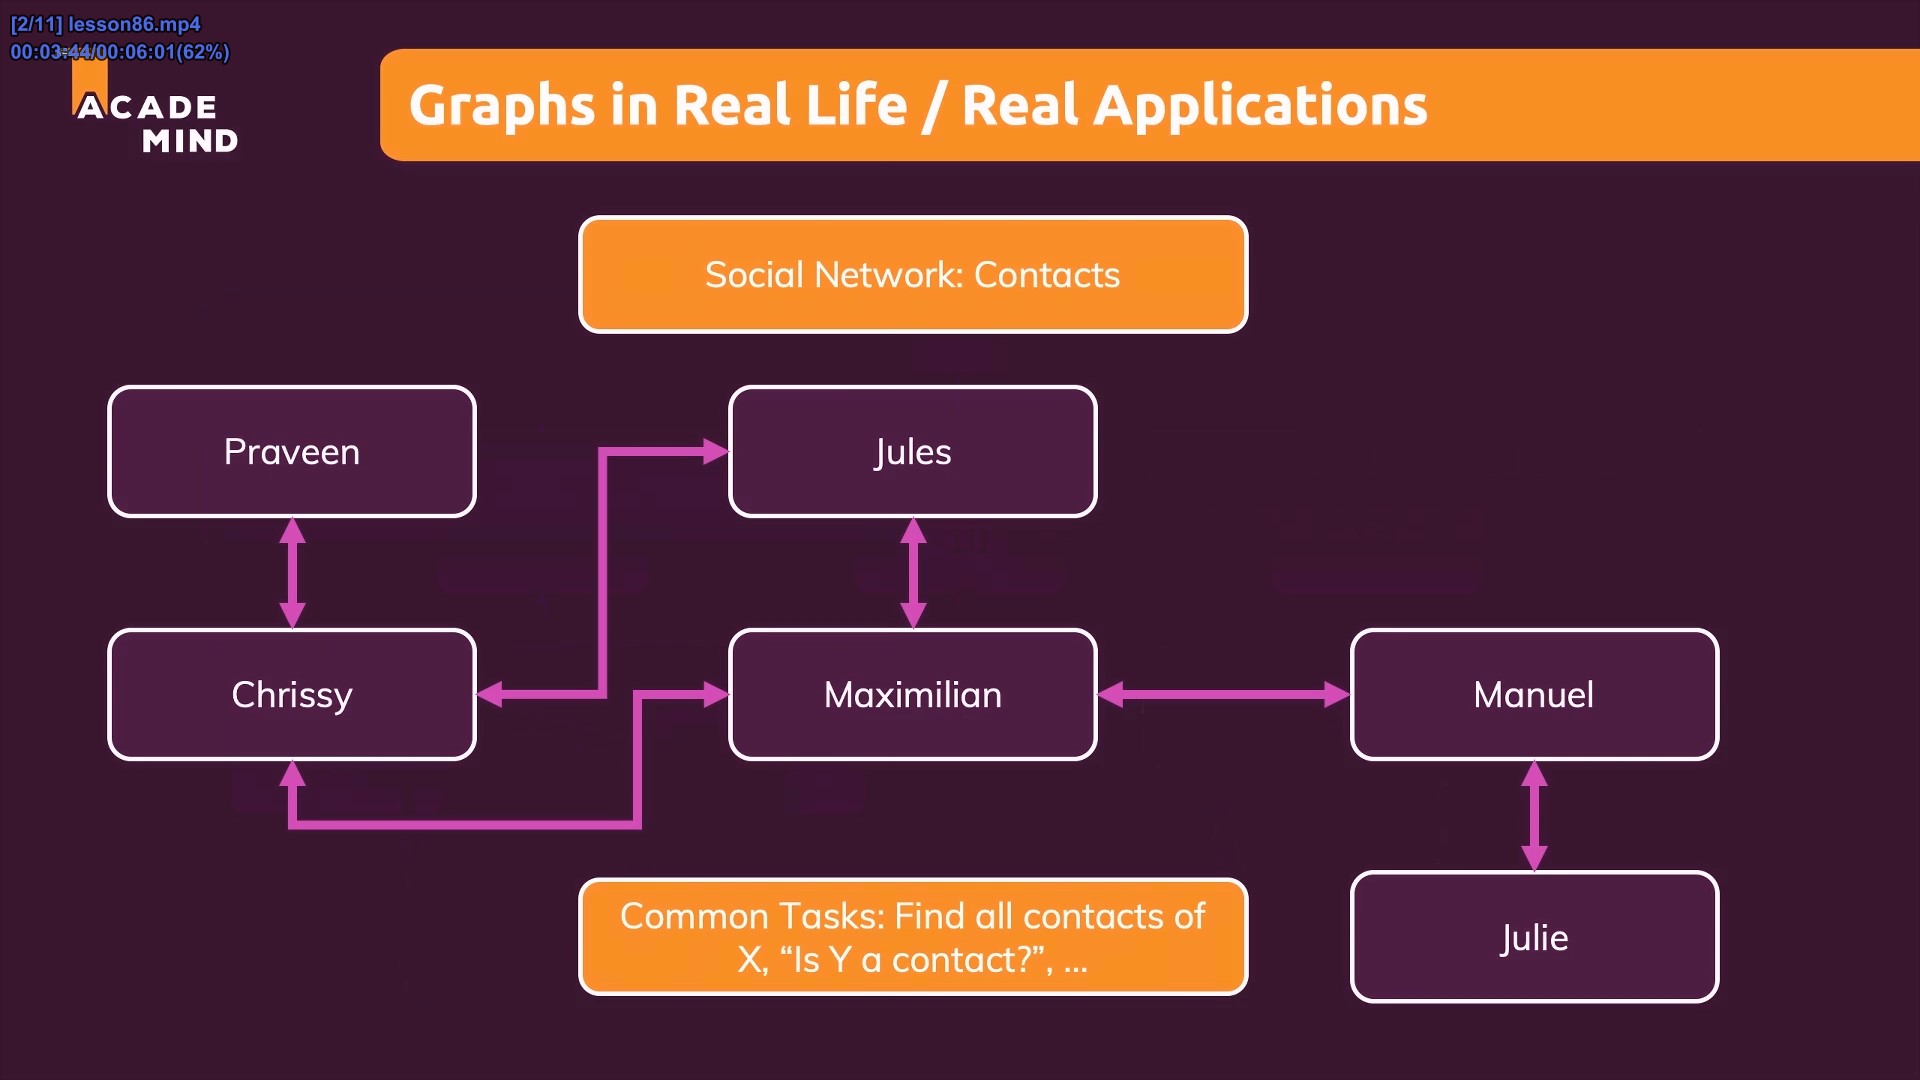 [2/11] lesson86.mp4
00:03:44/00:06:01(62%)
ACADE
MIND
Graphs in Real Life / Real Applications
Social Network: Contacts
Praveen
Jules
Chrissy
Maximilian
Manuel
Common Tasks: Find all contacts of
X, “Is Y a contact?”, ...
Julie